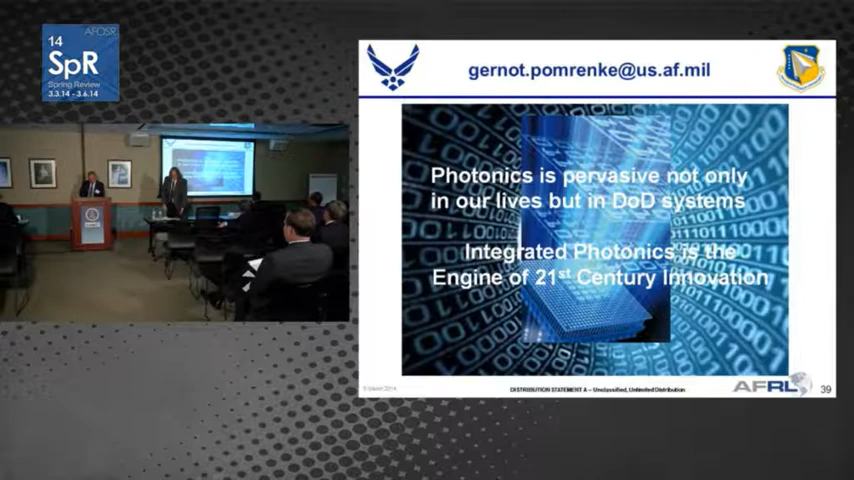 AFOSR
14
SpR
Spring Review
3.3.14 - 3.6.14
gernot.pomrenke@us.af.mil
Photonics is pervasive not only
in our lives but in DoD systems
Integrated Photonics is the
Engine of 21st Century Innovation
DISTRIBUTION STATEMENT A – Unclassified, Unlimited Distribution
AFRL
39